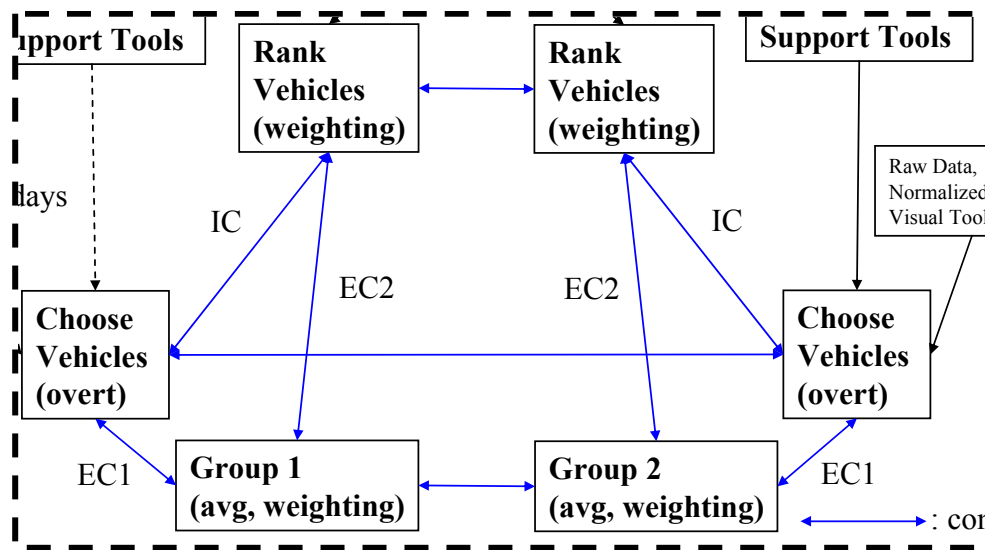 upport Tools
Rank
Vehicles
(weighting)
Rank
Vehicles
(weighting)
Support Tools
Raw Data,
Normalized
Visual Tool
days
IC
IC
EC2
EC2
Choose
Vehicles
(overt)
Choose
Vehicles
(overt)
EC1
Group 1
(avg, weighting)
Group 2
(avg, weighting)
EC1
: con